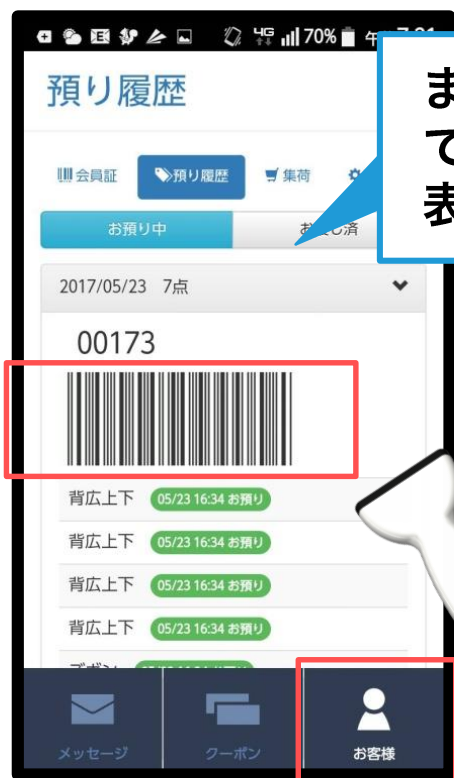 4G 70%
預り履歴
ま
て
表
会員証 預り履歴 集荷
お預り中
2017/05/23 7点
00173
背広上下 05/23 16:34 お預り
背広上下 05/23 16:34 お預り
背広上下 05/23 16:34 お預り
背広上下 05/23 16:34 お預り
メッセージ クーポン お客様